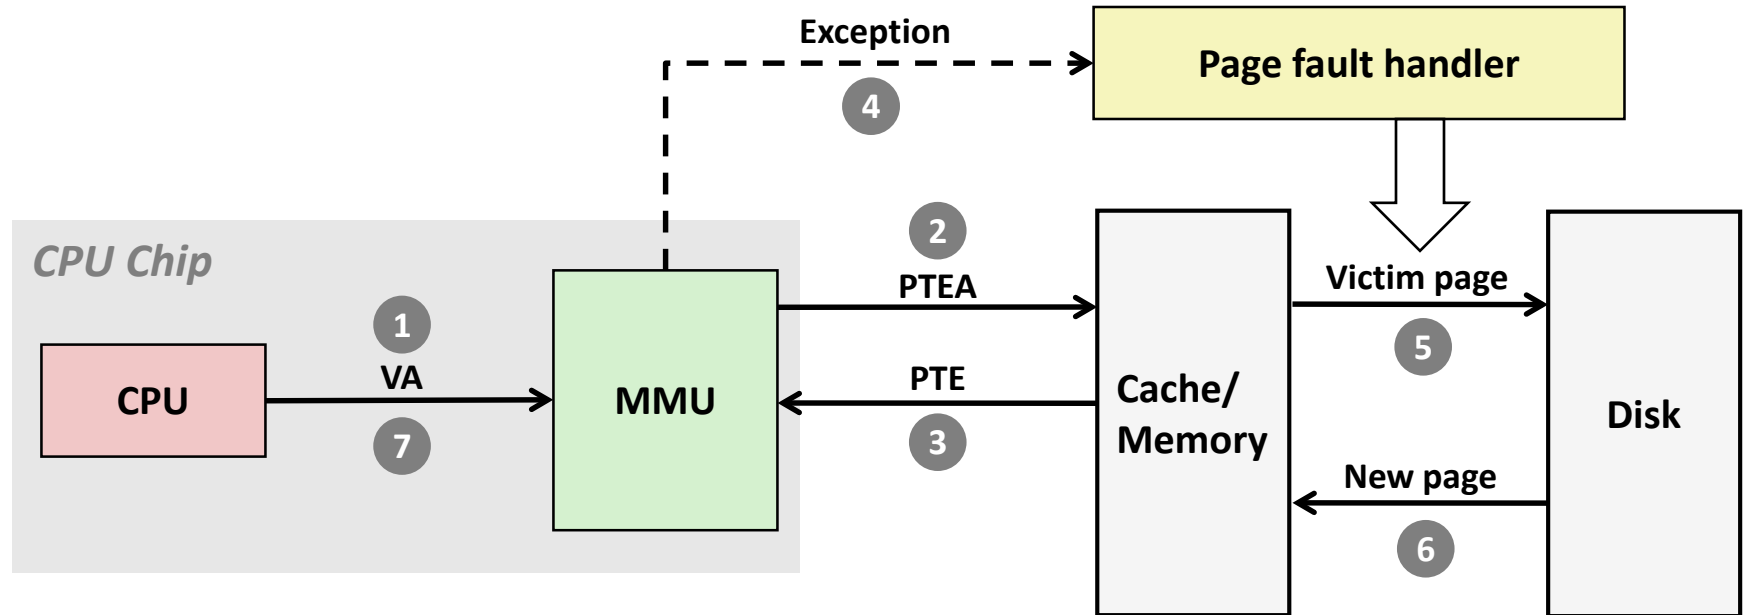 Exception
Page fault handler
4
2
CPU Chip
PTEA
Victim page
1
5
VA
PTE
CPU
MMU
Cache/
Memory
Disk
7
3
New page
6